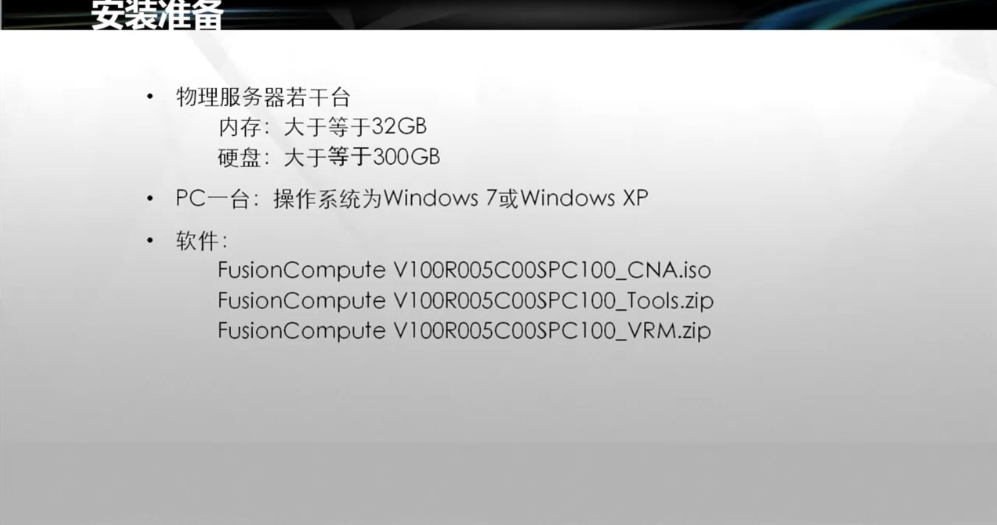 安装准备
• 物理服务器若干台
内存：大于等于32GB
硬盘：大于等于300GB
• PC一台：操作系统为Windows 7或Windows XP
• 软件：
FusionCompute V100R005C00SPC100_CNA.iso
FusionCompute V100R005C00SPC100_Tools.zip
FusionCompute V100R005C00SPC100_VRM.zip